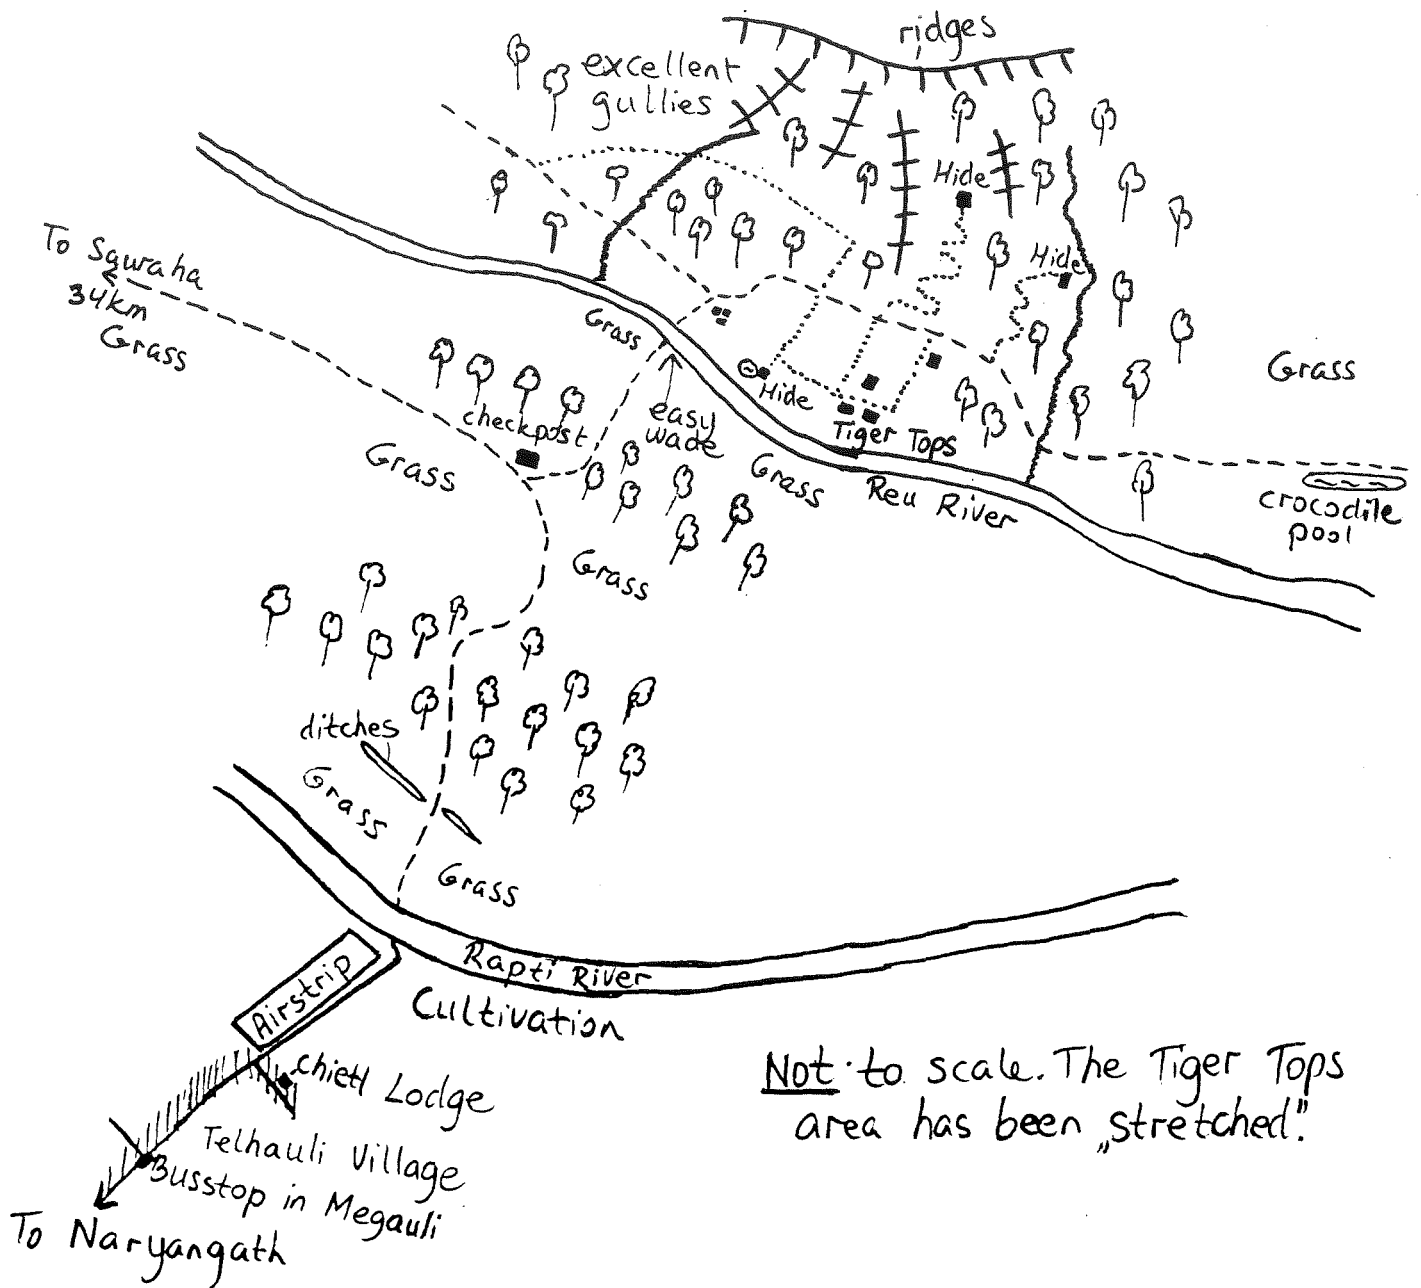 ridges
excellent
gullies
Hide
To Sauraha
34km
Grass
Hide
Grass
Grass
checkpost
easy
wade
Hide
Tiger Tops
Grass
Grass
Reu River
crocodile
pool
Grass
ditches
Grass
Grass
Rapti River
Airstrip
Cultivation
Chietl Lodge
Telhauli Village
Busstop in Megauli
To Naryangath
Not to scale. The Tiger Tops
area has been „stretched“.